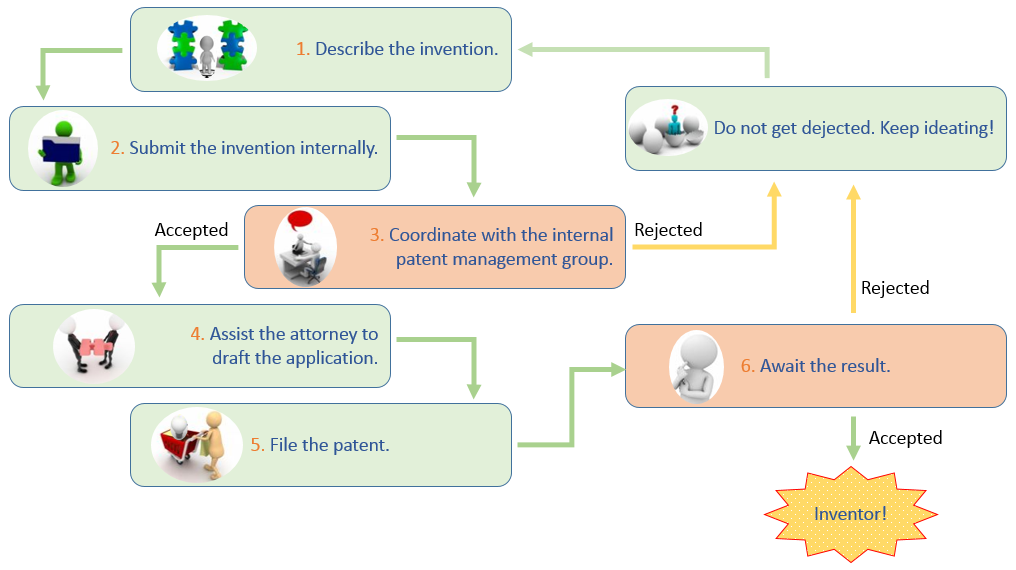 1. Describe the invention.
2. Submit the invention internally.
Do not get dejected. Keep ideating!
Accepted
3. Coordinate with the internal
patent management group.
Rejected
4. Assist the attorney to
draft the application.
Rejected
5. File the patent.
6. Await the result.
Accepted
Inventor!